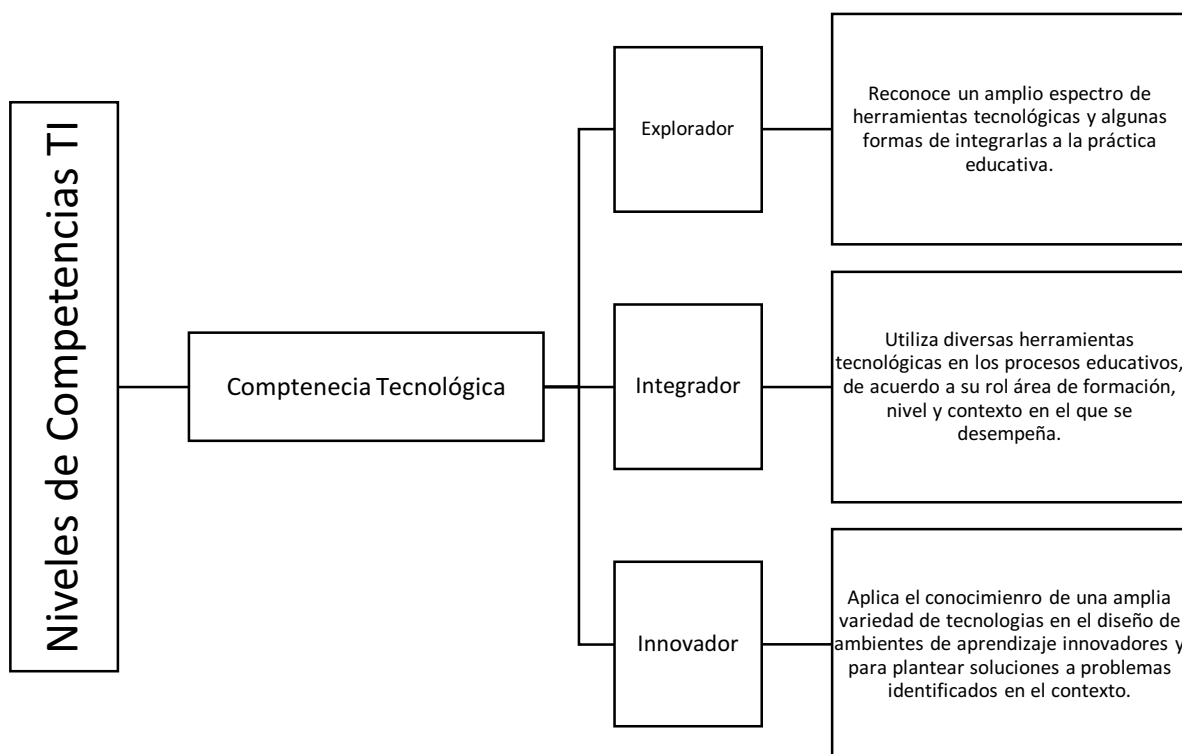 Niveles de Competencias TI
Comptenecia Tecnológica
Explorador
Reconoce un amplio espectro de
herramientas tecnológicas y algunas
formas de integrarlas a la práctica
educativa.
Integrador
Utiliza diversas herramientas
tecnológicas en los procesos educativos,
de acuerdo a su rol área de formación,
nivel y contexto en el que se
desempeña.
Innovador
Aplica el conocimienro de una amplia
variedad de tecnologias en el diseño de
ambientes de aprendizaje innovadores y
para plantear soluciones a problemas
identificados en el contexto.